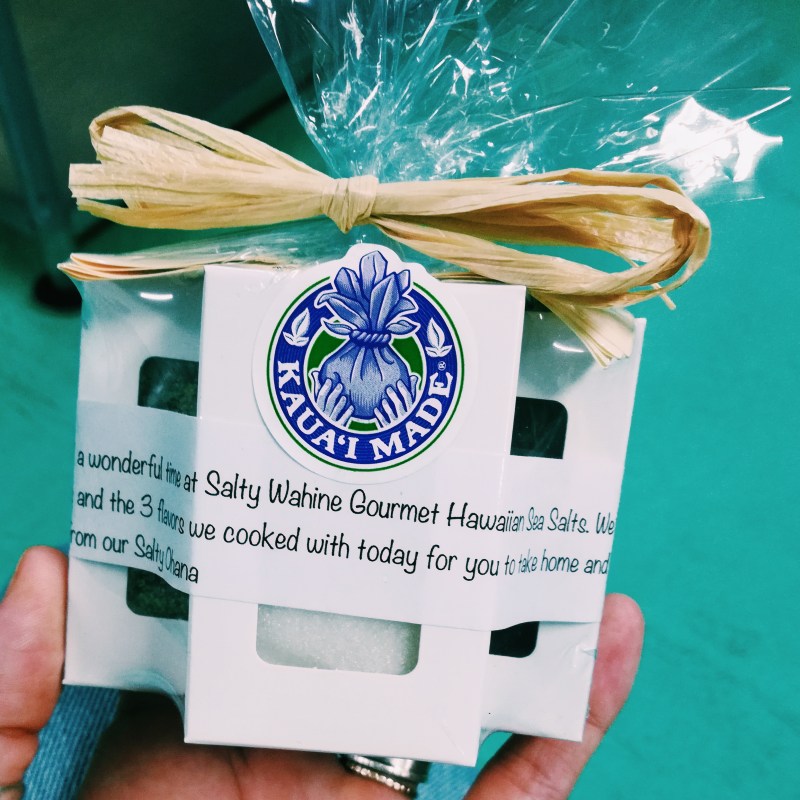 KAUA'I MADE®
a wonderful time at Salty Wahine Gourmet Hawaiian Sea Salts. We
and the 3 flavors we cooked with today for you to take home and
from our Salty Ohana